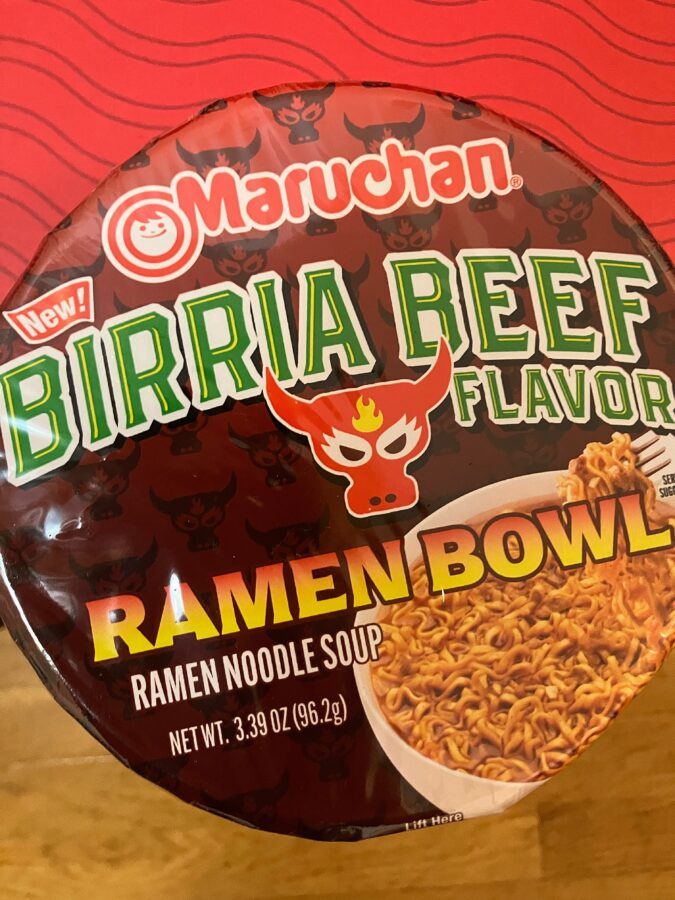 Maruchan®
New!
BIRRIA BEEF
FLAVOR
RAMEN BOWL
RAMEN NOODLE SOUP
NET WT. 3.39 OZ (96.2g)
Lift Here